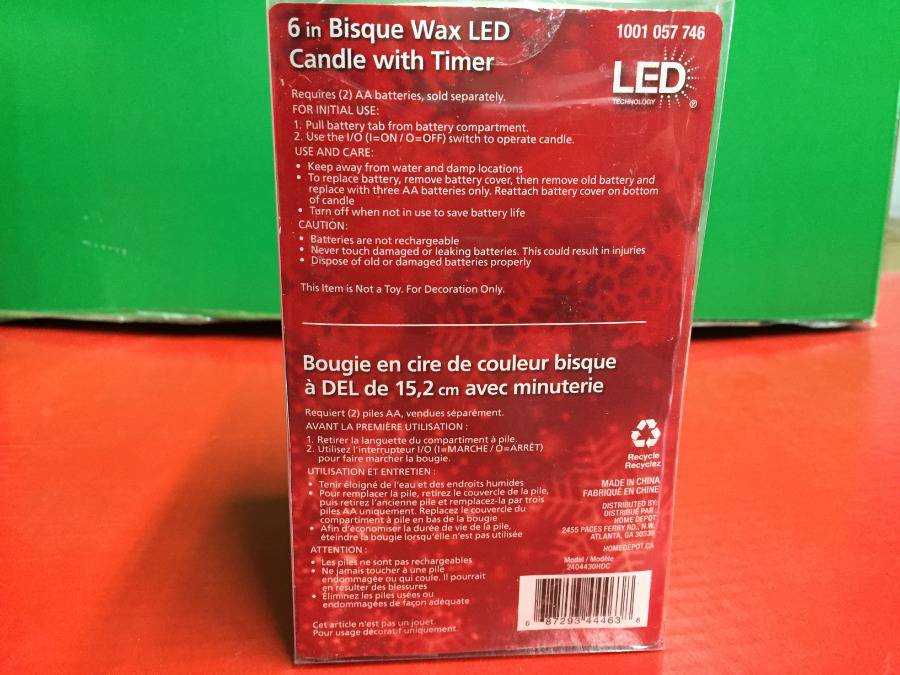 6 in Bisque Wax LED
Candle with Timer
1001 057 746
LED
TECHNOLOGY
®
Requires (2) AA batteries, sold separately.
FOR INITIAL USE:
1. Pull battery tab from battery compartment.
2. Use the I/O (I=ON / O=OFF) switch to operate candle.
USE AND CARE:
• Keep away from water and damp locations
• To replace battery, remove battery cover, then remove old battery and
replace with three AA batteries only. Reattach battery cover on bottom
of candle
• Turn off when not in use to save battery life
CAUTION:
• Batteries are not rechargeable
• Never touch damaged or leaking batteries. This could result in injuries
• Dispose of old or damaged batteries properly
This Item is Not a Toy. For Decoration Only.
Bougie en cire de couleur bisque
à DEL de 15,2 cm avec minuterie
Requiert (2) piles AA, vendues séparément.
AVANT LA PREMIÈRE UTILISATION :
1. Retirer la languette du compartiment à pile.
2. Utilisez l'interrupteur I/O (I=MARCHE / O=ARRÊT)
pour faire marcher la bougie.
UTILISATION ET ENTRETIEN :
• Tenir éloigné de l'eau et des endroits humides
• Pour remplacer la pile, retirez le couvercle de la pile,
puis retirez l'ancienne pile et remplacez-la par trois
piles AA uniquement. Replacez le couvercle du
compartiment à pile en bas de la bougie
• Afin d'économiser la durée de vie de la pile,
éteindre la bougie lorsqu'elle n'est pas utilisée
ATTENTION :
• Les piles ne sont pas rechargeables
• Ne jamais toucher à une pile
endommagée ou qui coule. Il pourrait
en résulter des blessures
• Éliminez les piles usées ou
endommagées de façon adéquate
Cet article n'est pas un jouet.
Pour usage décoratif uniquement.
Recycle
Recyclez
MADE IN CHINA
FABRIQUÉ EN CHINE
DISTRIBUTED BY
DISTRIBUÉ PAR
HOME DEPOT
2455 PACES FERRY RD., N.W.
ATLANTA, GA 30339
HOMEDEPOT.CA
Model / Modèle
2404430HDC
6 87293 44463 8